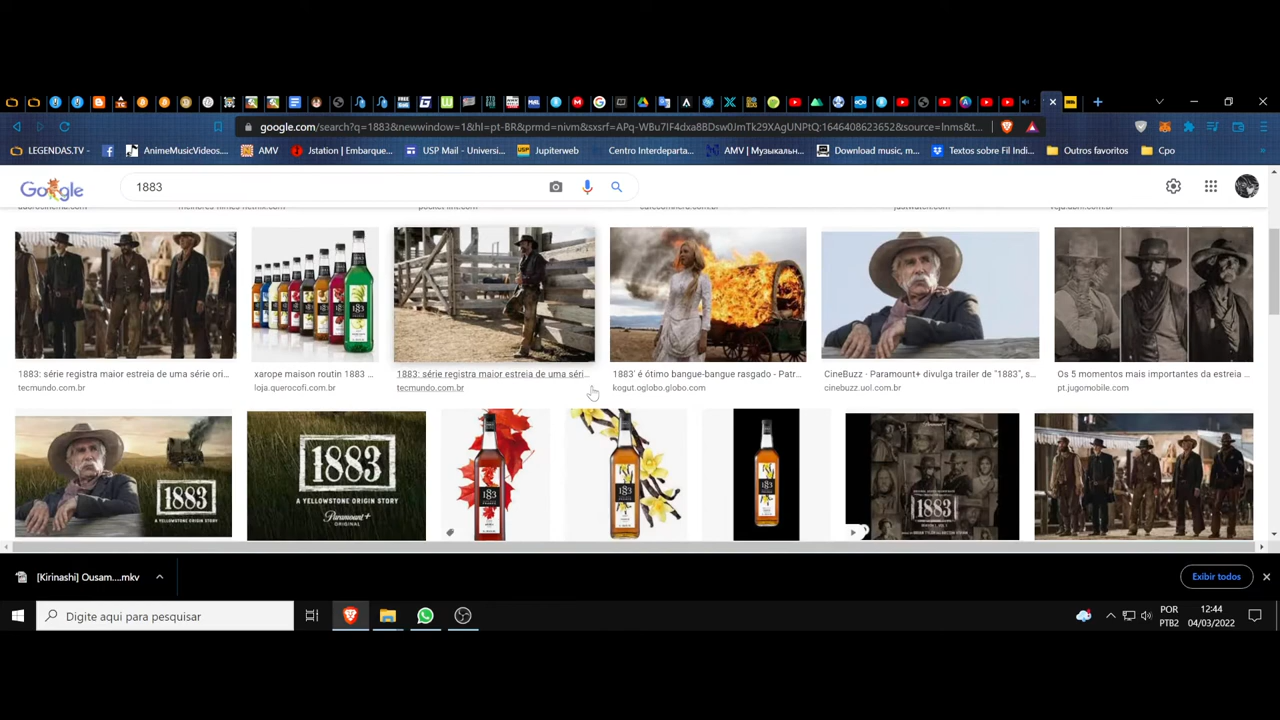 google.com/search?q=1883&newwindow=1&hl=pt-BR&prmd=nivm&sxsrf=APq-WBu7IF4dxa8BDsw0JmTk29XAgUNPtQ:1646408623652&source=lnms&t...
LEGENDAS.TV
AnimeMusicVideos...
AMV
Jstation | Embarque...
USP Mail - Universi...
Jupiterweb
Centro Interdeparta...
AMV | Музыкальн...
Download music, m...
Textos sobre Fil Indi...
Outros favoritos
Cpo
Google
1883
1883: série registra maior estreia de uma série ori...
tecmundo.com.br
xarope maison routin 1883 ...
loja.querocofi.com.br
1883: série registra maior estreia de uma séri...
tecmundo.com.br
1883' é ótimo bangue-bangue rasgado - Patr...
kogut.oglobo.globo.com
CineBuzz · Paramount+ divulga trailer de "1883", s...
cinebuzz.uol.com.br
Os 5 momentos mais importantes da estreia ...
pt.jugomobile.com
1883
A YELLOWSTONE ORIGIN STORY
1883
A YELLOWSTONE ORIGIN STORY
Paramount+
ORIGINAL
1883
[Kirinashi] Ousam....mkv
Exibir todos
Digite aqui para pesquisar
POR
PTB2
12:44
04/03/2022